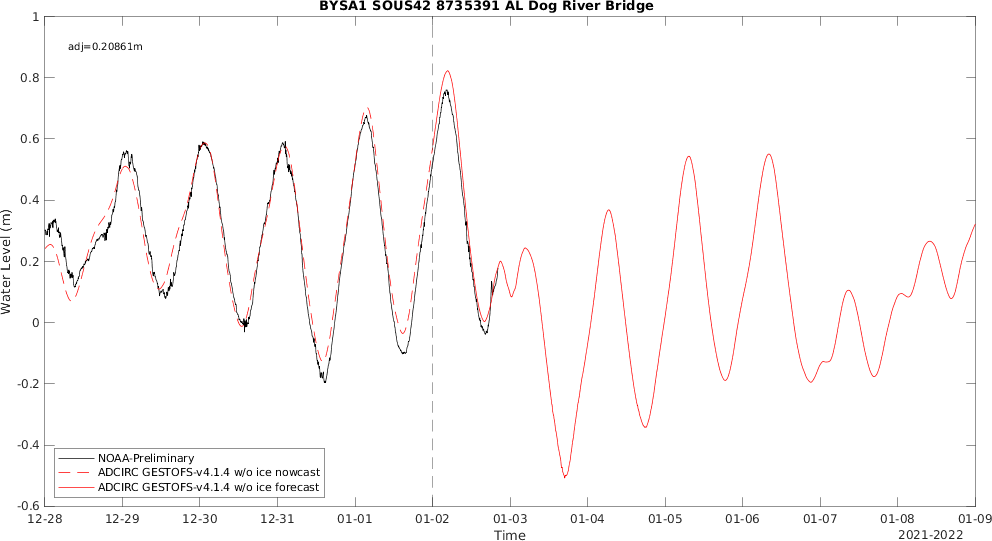 BYSA1 SOUS42 8735391 AL Dog River Bridge
adj=0.20861m
Water Level (m)
1
0.8
0.6
0.4
0.2
0
-0.2
-0.4
-0.6
NOAA-Preliminary
ADCIRC GESTOFS-v4.1.4 w/o ice nowcast
ADCIRC GESTOFS-v4.1.4 w/o ice forecast
12-28 12-29 12-30 12-31 01-01 01-02 01-03 01-04 01-05 01-06 01-07 01-08 01-09
Time
2021-2022